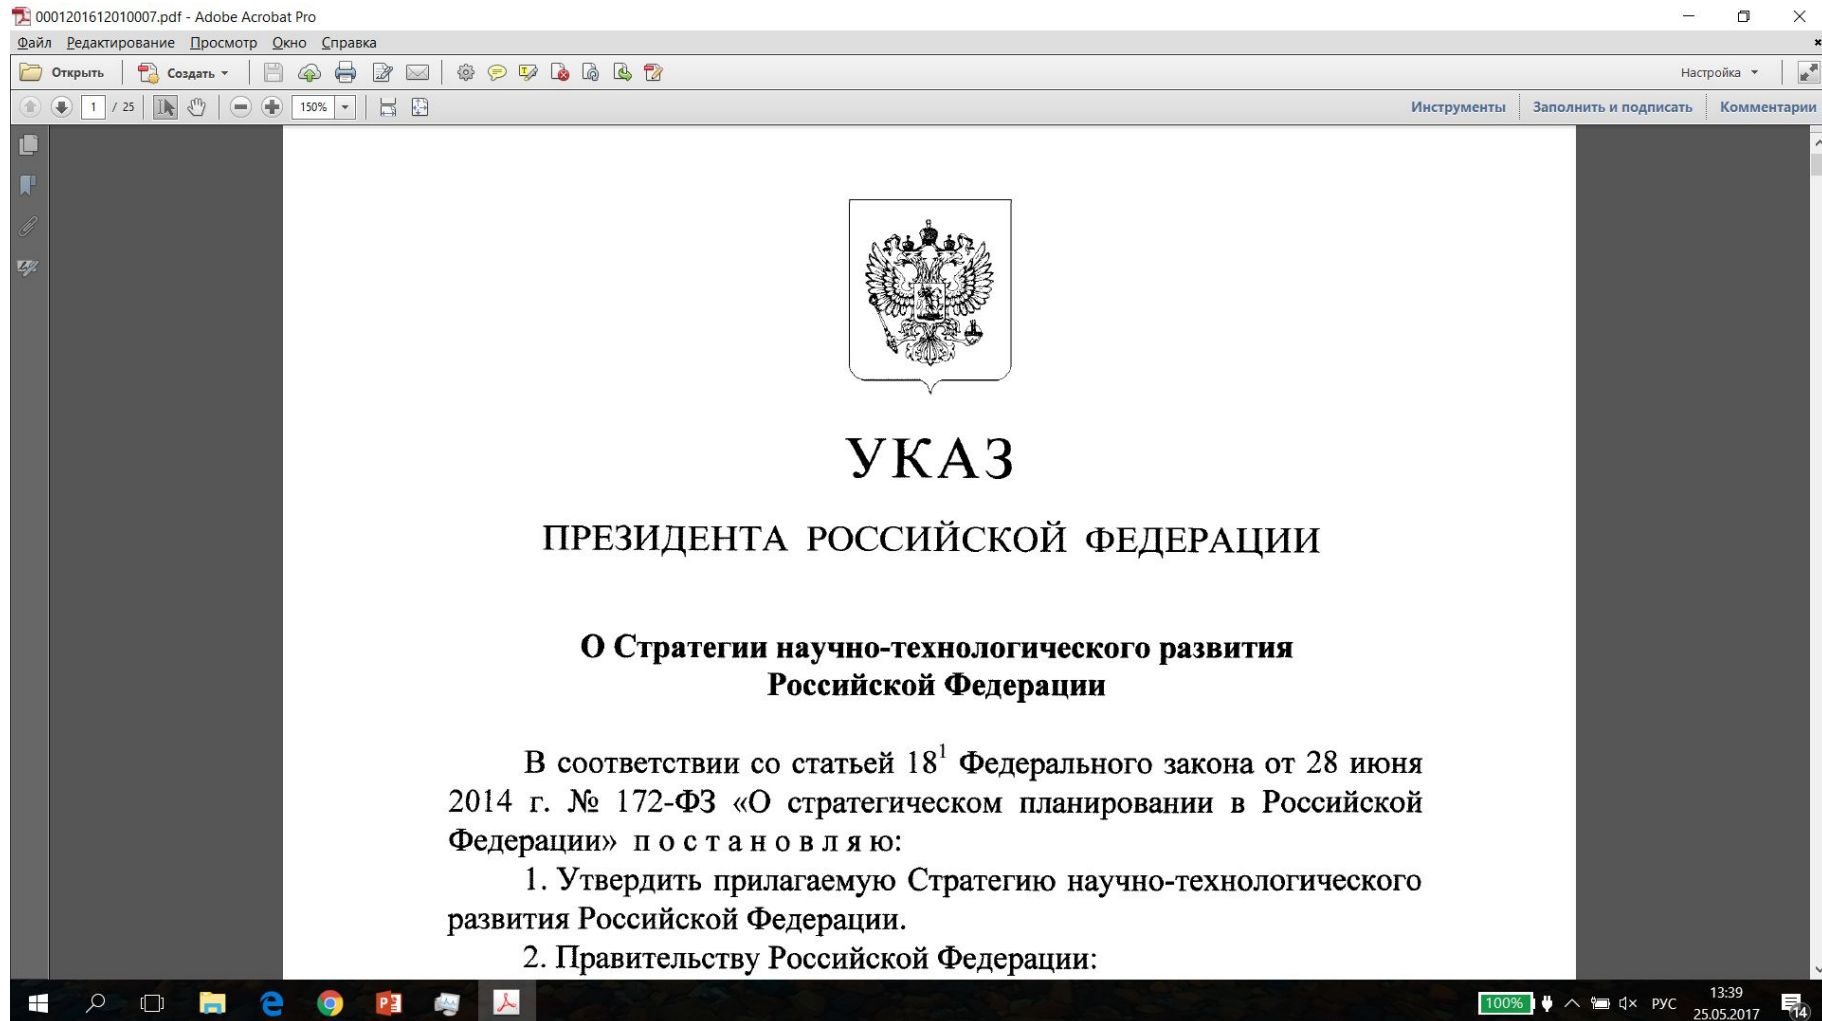 0001201612010007.pdf - Adobe Acrobat Pro
Файл Редактирование Просмотр Окно Справка
Открыть Создать Настройка
1 / 25 150% Инструменты Заполнить и подписать Комментарии
УКАЗ
ПРЕЗИДЕНТА РОССИЙСКОЙ ФЕДЕРАЦИИ
О Стратегии научно-технологического развития
Российской Федерации
В соответствии со статьей 18¹ Федерального закона от 28 июня
2014 г. № 172-ФЗ «О стратегическом планировании в Российской
Федерации» п о с т а н о в л я ю:
1. Утвердить прилагаемую Стратегию научно-технологического
развития Российской Федерации.
2. Правительству Российской Федерации:
100% РУС 13:39
25.05.2017 14